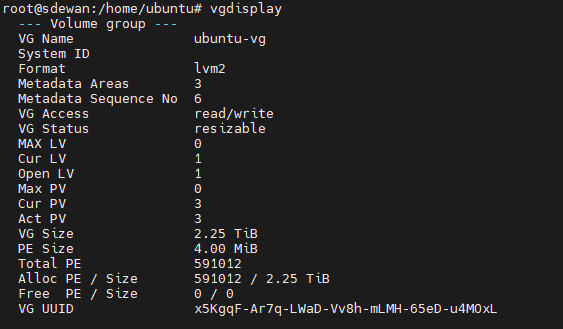 root@sdewan:/home/ubuntu# vgdisplay
--- Volume group ---
VG Name ubuntu-vg
System ID
Format lvm2
Metadata Areas 3
Metadata Sequence No 6
VG Access read/write
VG Status resizable
MAX LV 0
Cur LV 1
Open LV 1
Max PV 0
Cur PV 3
Act PV 3
VG Size 2.25 TiB
PE Size 4.00 MiB
Total PE 591012
Alloc PE / Size 591012 / 2.25 TiB
Free PE / Size 0 / 0
VG UUID x5KgqF-Ar7q-LWaD-Vv8h-mLMH-65eD-u4MOxL